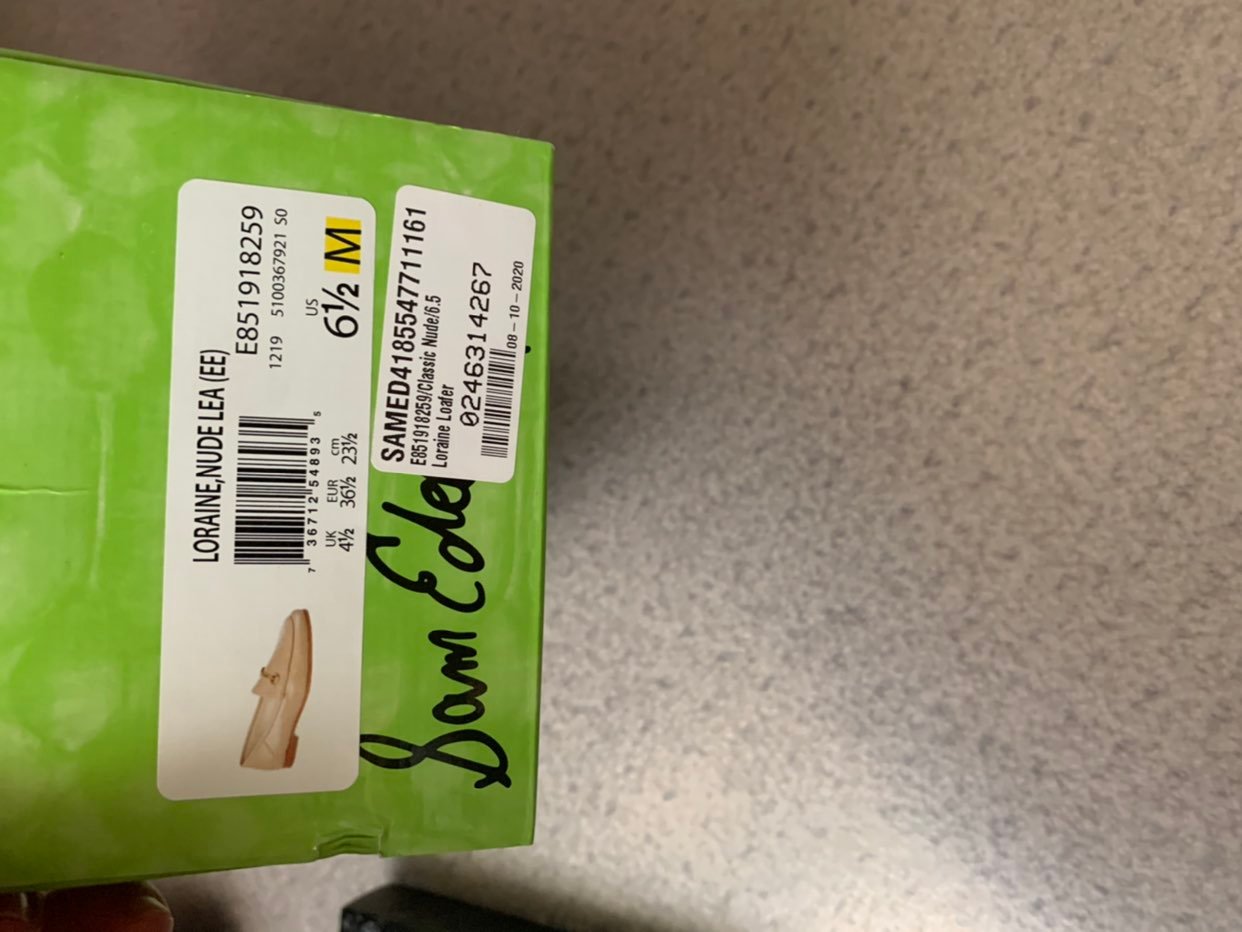 LORAINE,NUDE LEA (EE)
E851918259
1219 5100367921 S0
7 36712 54893 5
UK EUR cm US
4½ 36½ 23½ 6½ M
SAMED4185547711161
E851918259/Classic Nude/6.5
Loraine Loafer
0246314267
08-10-2020
Sam Ede